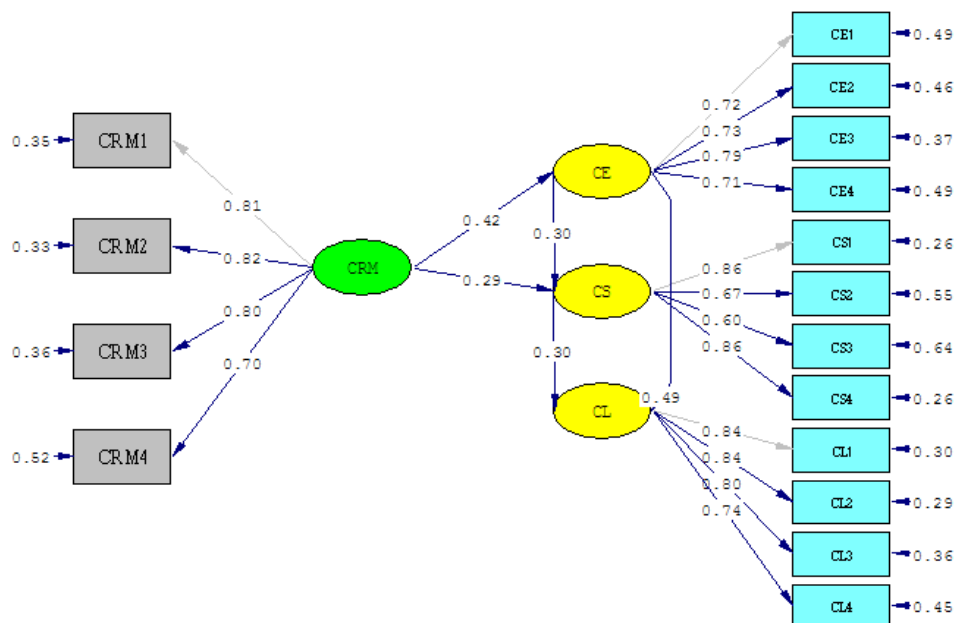 CE1
0.49
CE2
0.46
0.72
0.35
CRM1
0.73
CE3
0.37
0.79
CE
0.71
CE4
0.49
0.81
0.42
0.30
CS1
0.26
0.33
CRM2
0.82
CRM
0.86
0.29
CS
0.67
CS2
0.55
0.80
0.60
CS3
0.64
0.36
CRM3
0.30
0.86
0.70
CS4
0.26
0.49
CL
0.84
CL1
0.30
0.52
CRM4
0.84
0.80
CL2
0.29
0.74
CL3
0.36
CL4
0.45